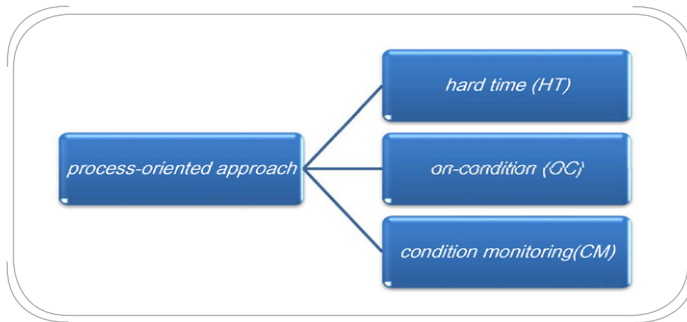 hard time (HT)
process-oriented approach
on-condition (OC)
condition monitoring(CM)